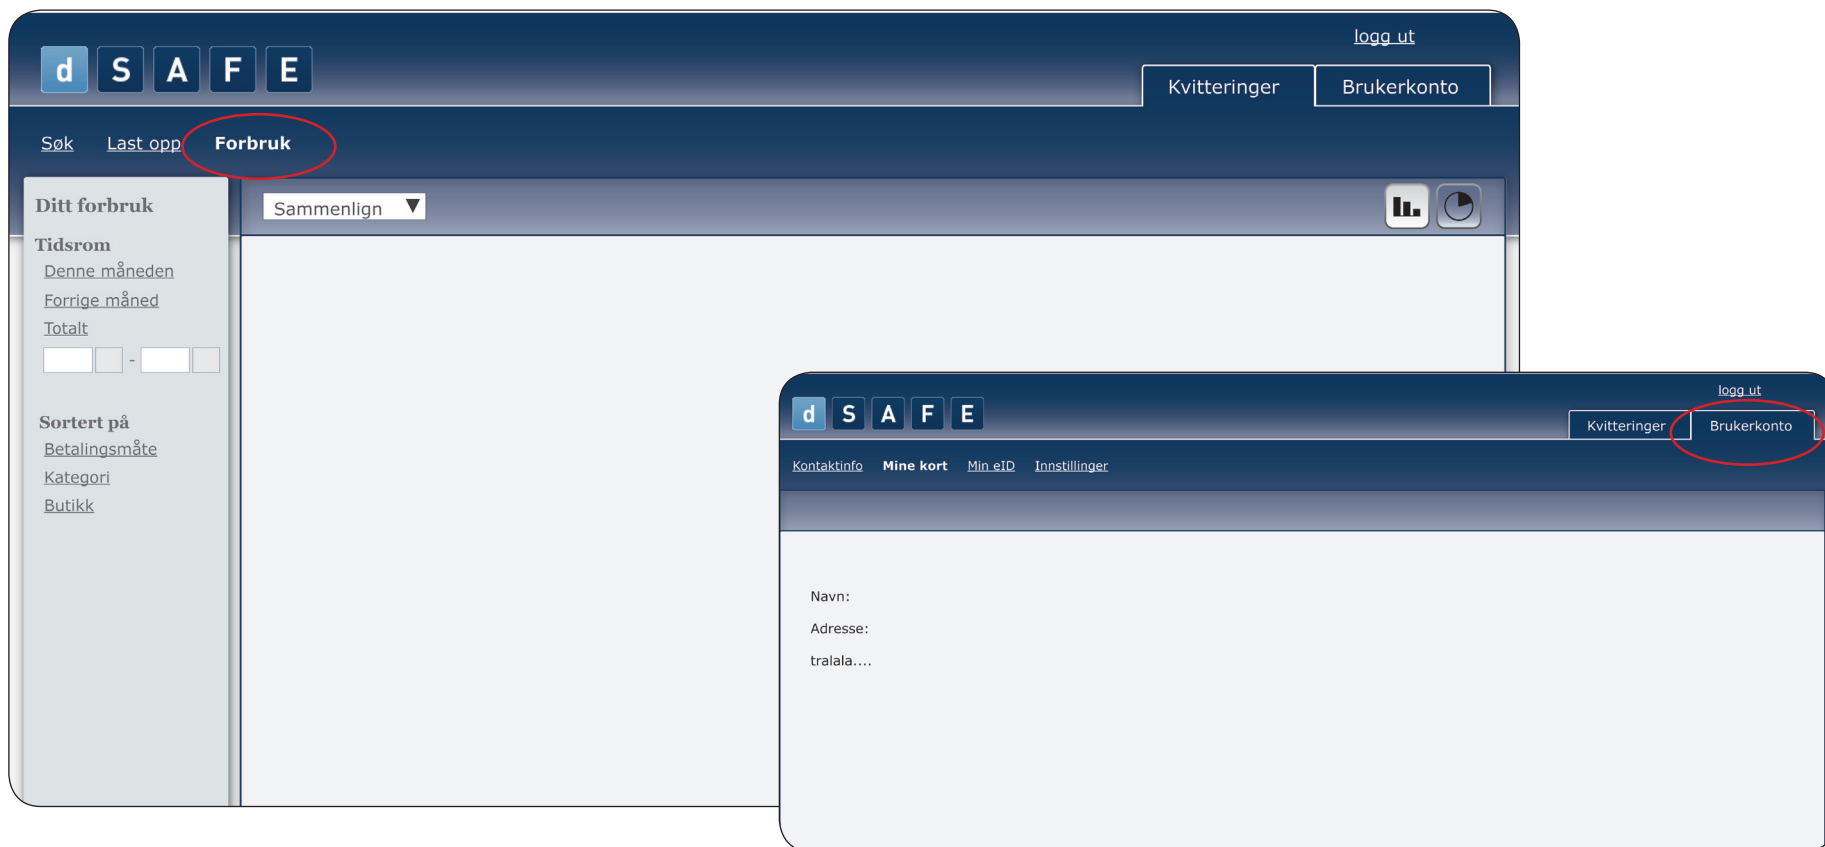 logg ut
d S A F E
Kvitteringer Brukerkonto
Søk Last opp Forbruk
Ditt forbruk
Sammenlign
Tidsrom
Denne måneden
Forrige måned
Totalt
-
Sortert på
Betalingsmåte
Kategori
Butikk
logg ut
d S A F E
Kvitteringer Brukerkonto
Kontaktinfo Mine kort Min eID Innstillinger
Navn:
Adresse:
tralala....